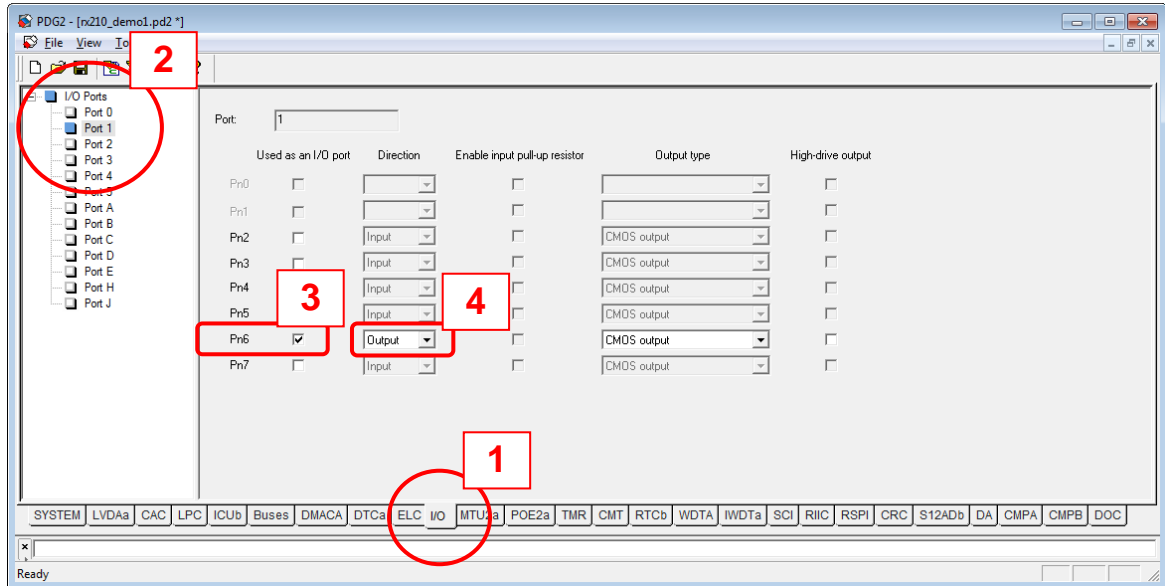 PDG2 - [rx210_demo1.pd2 *]
File View To
2
I/O Ports
Port 0
Port 1
Port 2
Port 3
Port 4
Port 5
Port A
Port B
Port C
Port D
Port E
Port H
Port J
Port: 1
Used as an I/O port Direction Enable input pull-up resistor Output type High-drive output
Pn0
Pn1
Pn2 Input CMOS output
Pn3 Input CMOS output
Pn4 Input CMOS output
Pn5 Input CMOS output
Pn6 Output CMOS output
Pn7 Input CMOS output
3
4
1
SYSTEM LVDAa CAC LPC ICUb Buses DMACA DTCa ELC I/O MTU2a POE2a TMR CMT RTCb WDTA IWDTa SCI RIIC RSPI CRC S12ADb DA CMPA CMPB DOC
Ready